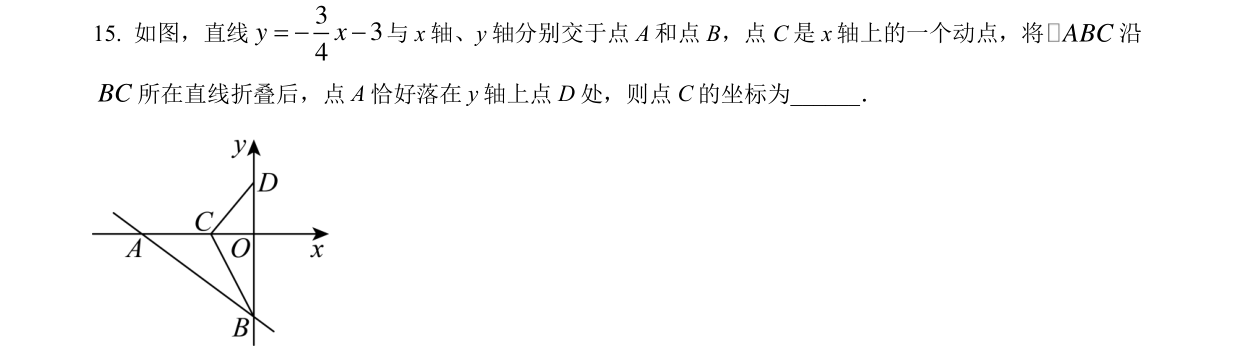 15. 如图，直线 y=-3/4x-3与 x 轴、y 轴分别交于点 A 和点 B，点 C 是 x 轴上的一个动点，将□ABC 沿
BC 所在直线折叠后，点 A 恰好落在 y 轴上点 D 处，则点 C 的坐标为______．
y
D
C
A
O
x
B